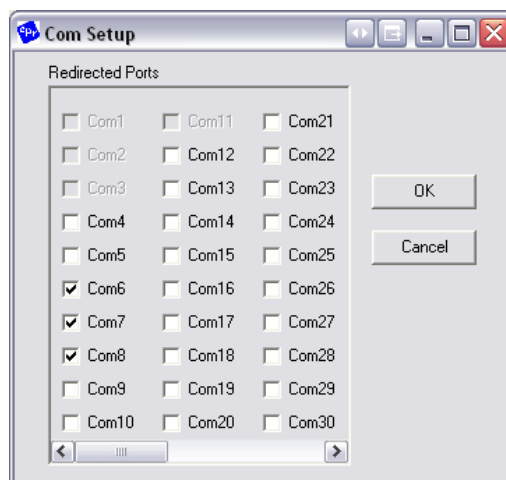 cpr Com Setup
Redirected Ports
Com1 Com11 Com21
Com2 Com12 Com22
Com3 Com13 Com23
Com4 Com14 Com24
Com5 Com15 Com25
Com6 Com16 Com26
Com7 Com17 Com27
Com8 Com18 Com28
Com9 Com19 Com29
Com10 Com20 Com30
OK
Cancel